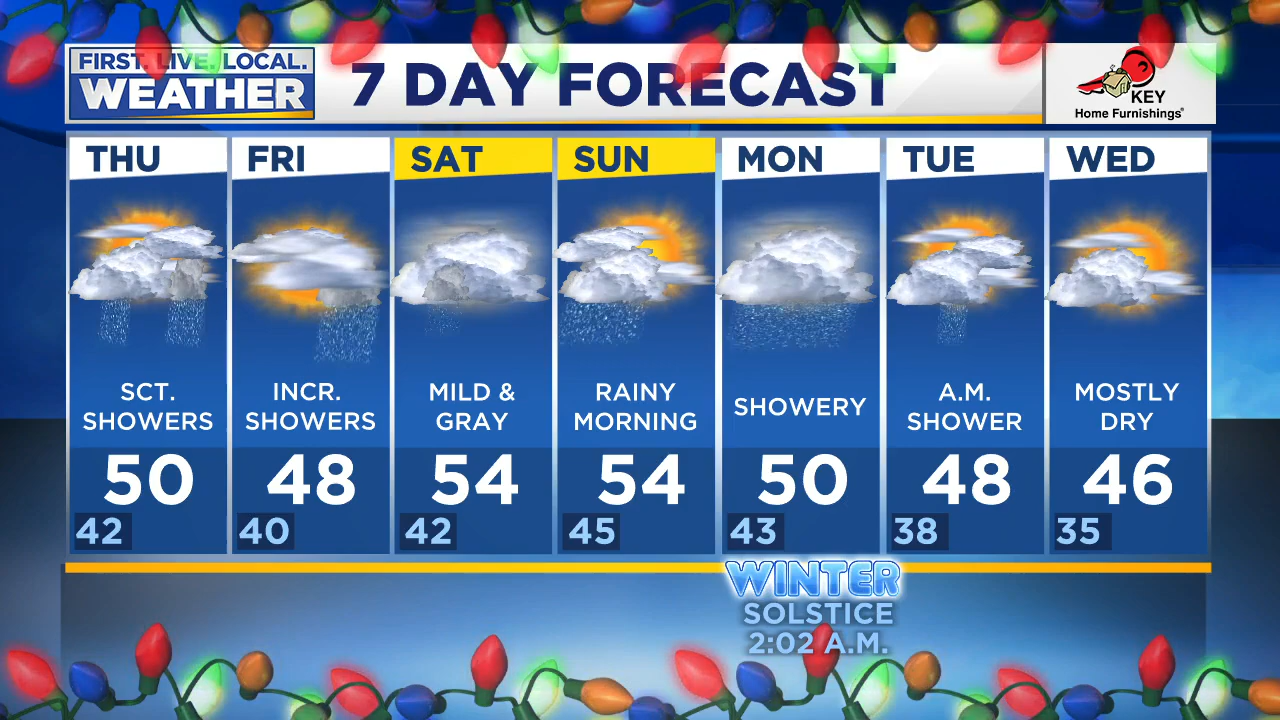 FIRST. LIVE. LOCAL.
WEATHER
7 DAY FORECAST
KEY
Home Furnishings®
THU
FRI
SAT
SUN
MON
TUE
WED
SCT.
SHOWERS
INCR.
SHOWERS
MILD &
GRAY
RAINY
MORNING
SHOWERY
A.M.
SHOWER
MOSTLY
DRY
50
48
54
54
50
48
46
42
40
42
45
43
38
35
WINTER
SOLSTICE
2:02 A.M.